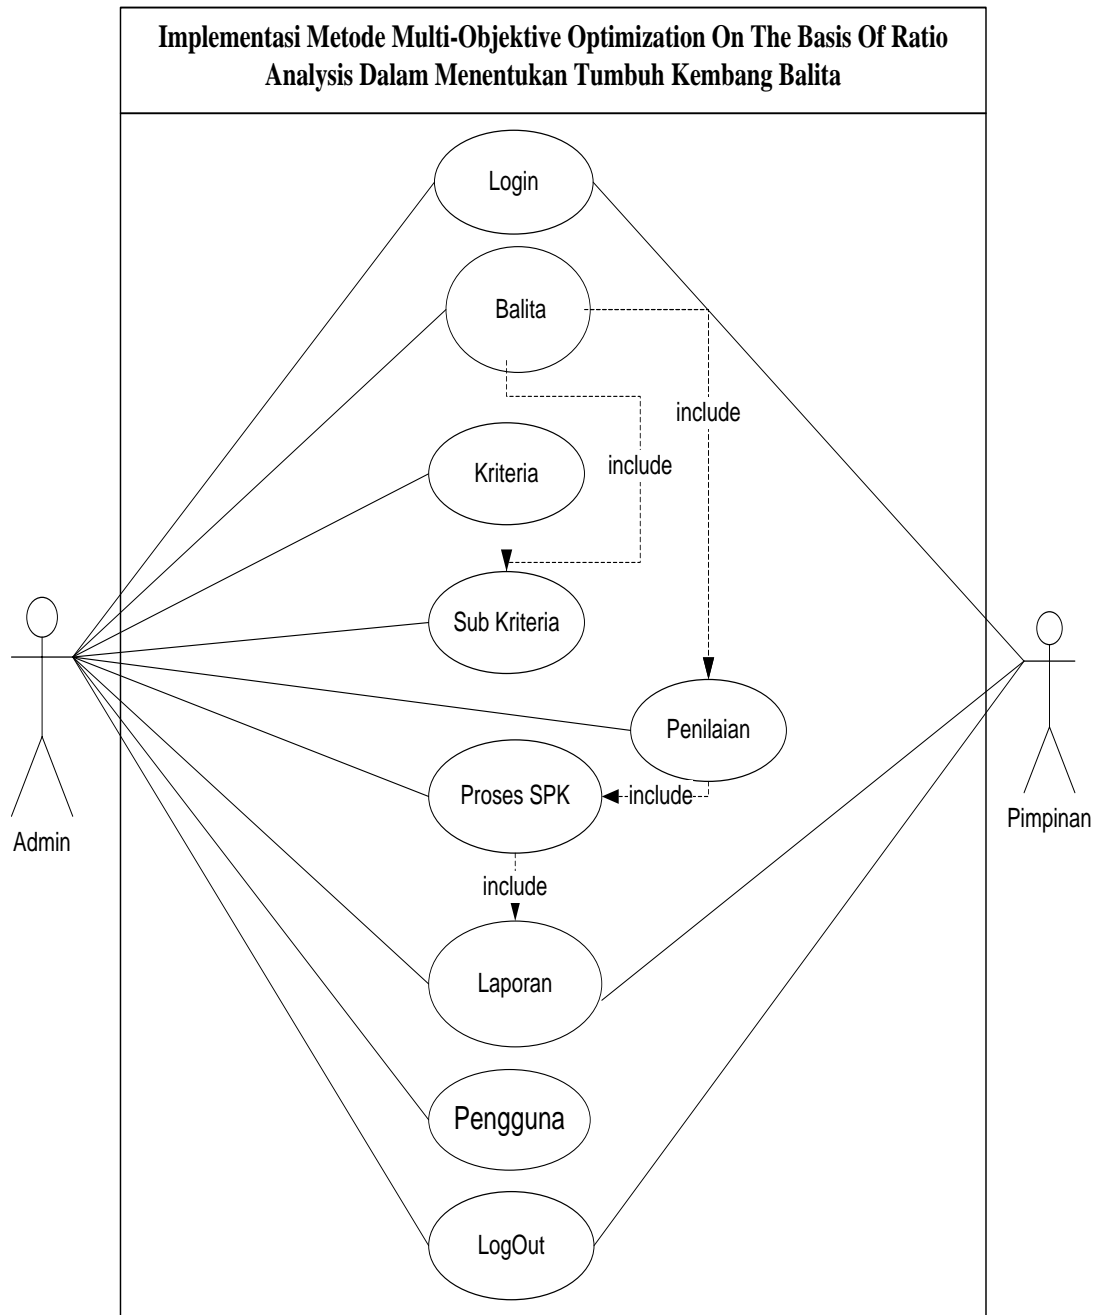 Implementasi Metode Multi-Objektive Optimization On The Basis Of Ratio
Analysis Dalam Menentukan Tumbuh Kembang Balita
Login
Balita
include
include
Kriteria
Sub Kriteria
Penilaian
Proses SPK
include
Admin
Pimpinan
include
Laporan
Pengguna
LogOut